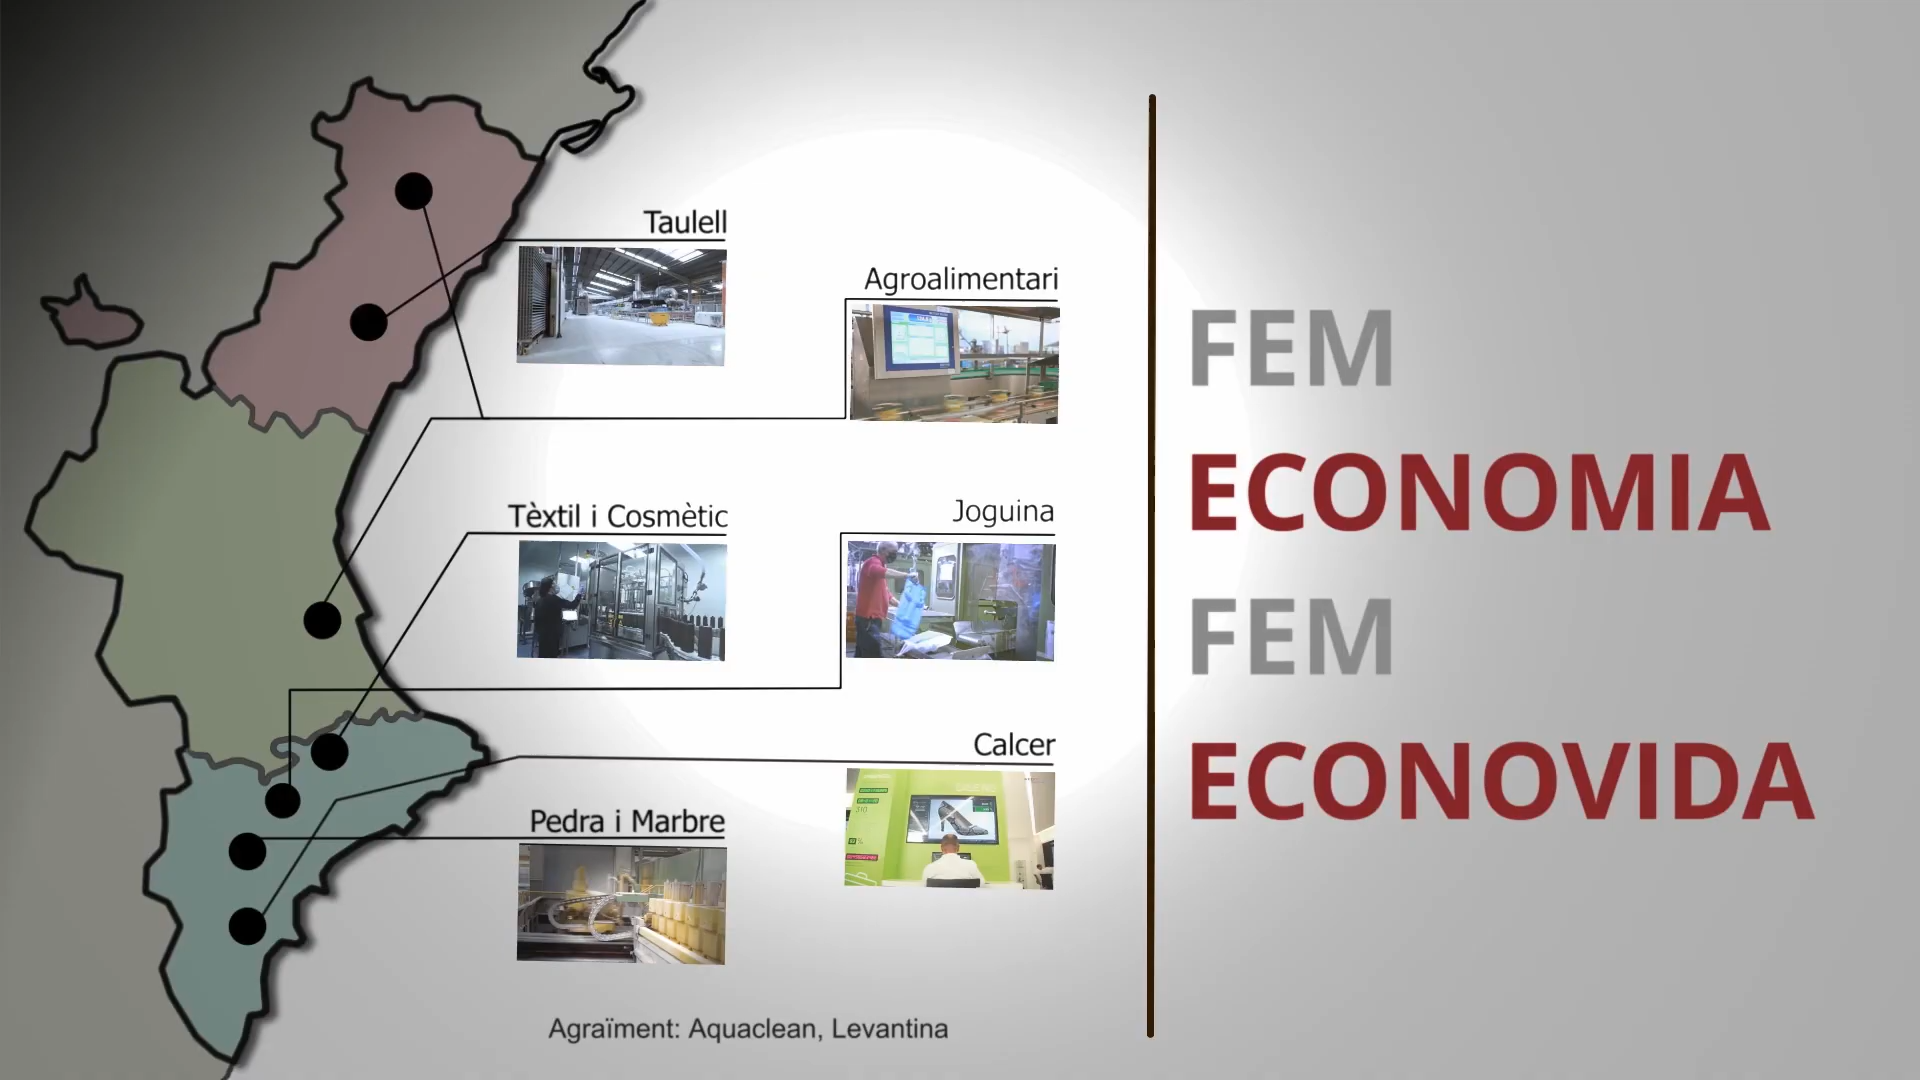 Taulell
Agroalimentari
Tèxtil i Cosmètic
Joguina
Calcer
Pedra i Marbre
Agraïment: Aquaclean, Levantina
FEM
ECONOMIA
FEM
ECONOVIDA